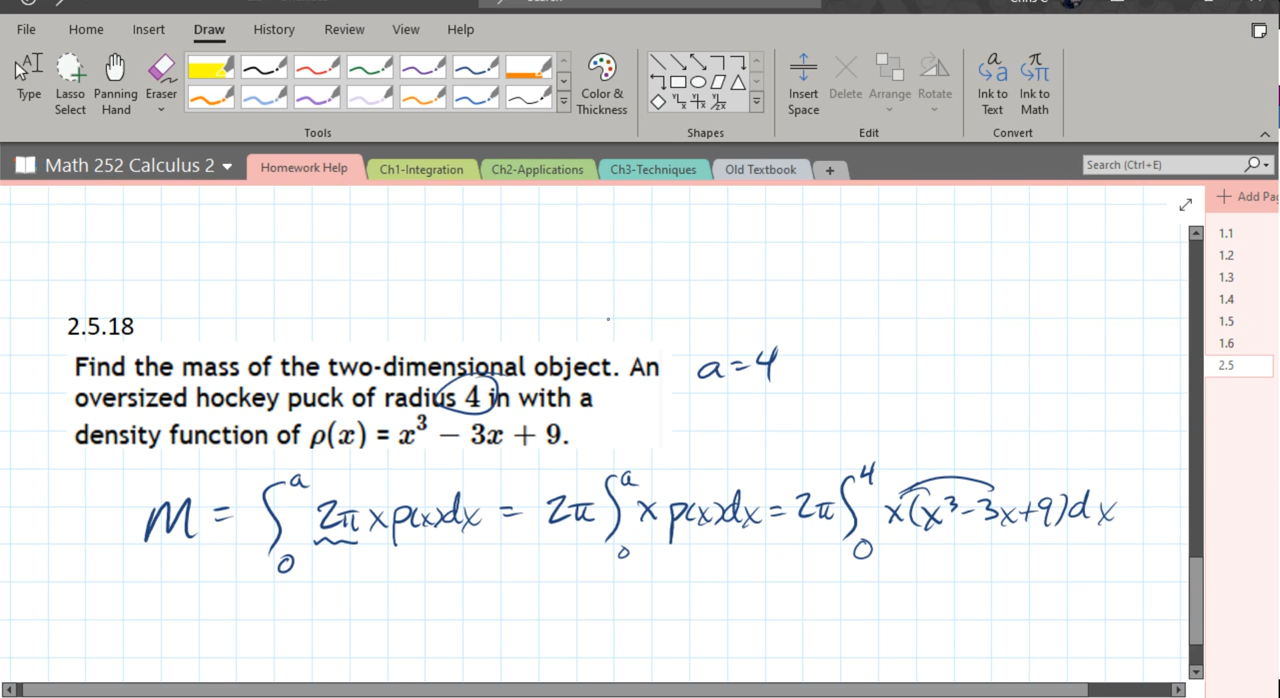 File Home Insert Draw History Review View Help
Type Lasso Select Panning Hand Eraser Color & Thickness Insert Space Delete Arrange Rotate Ink to Text Ink to Math
Tools Shapes Edit Convert
Math 252 Calculus 2 Homework Help Ch1-Integration Ch2-Applications Ch3-Techniques Old Textbook + Search (Ctrl+E)
+ Add Pag
1.1
1.2
1.3
1.4
1.5
1.6
2.5
2.5.18
Find the mass of the two-dimensional object. An
oversized hockey puck of radius 4 in with a
density function of ρ(x) = x³ − 3x + 9.
a = 4
M = ∫₀ᵃ 2π x ρ(x) dx = 2π ∫₀ᵃ x ρ(x) dx = 2π ∫₀⁴ x(x³ − 3x + 9) dx